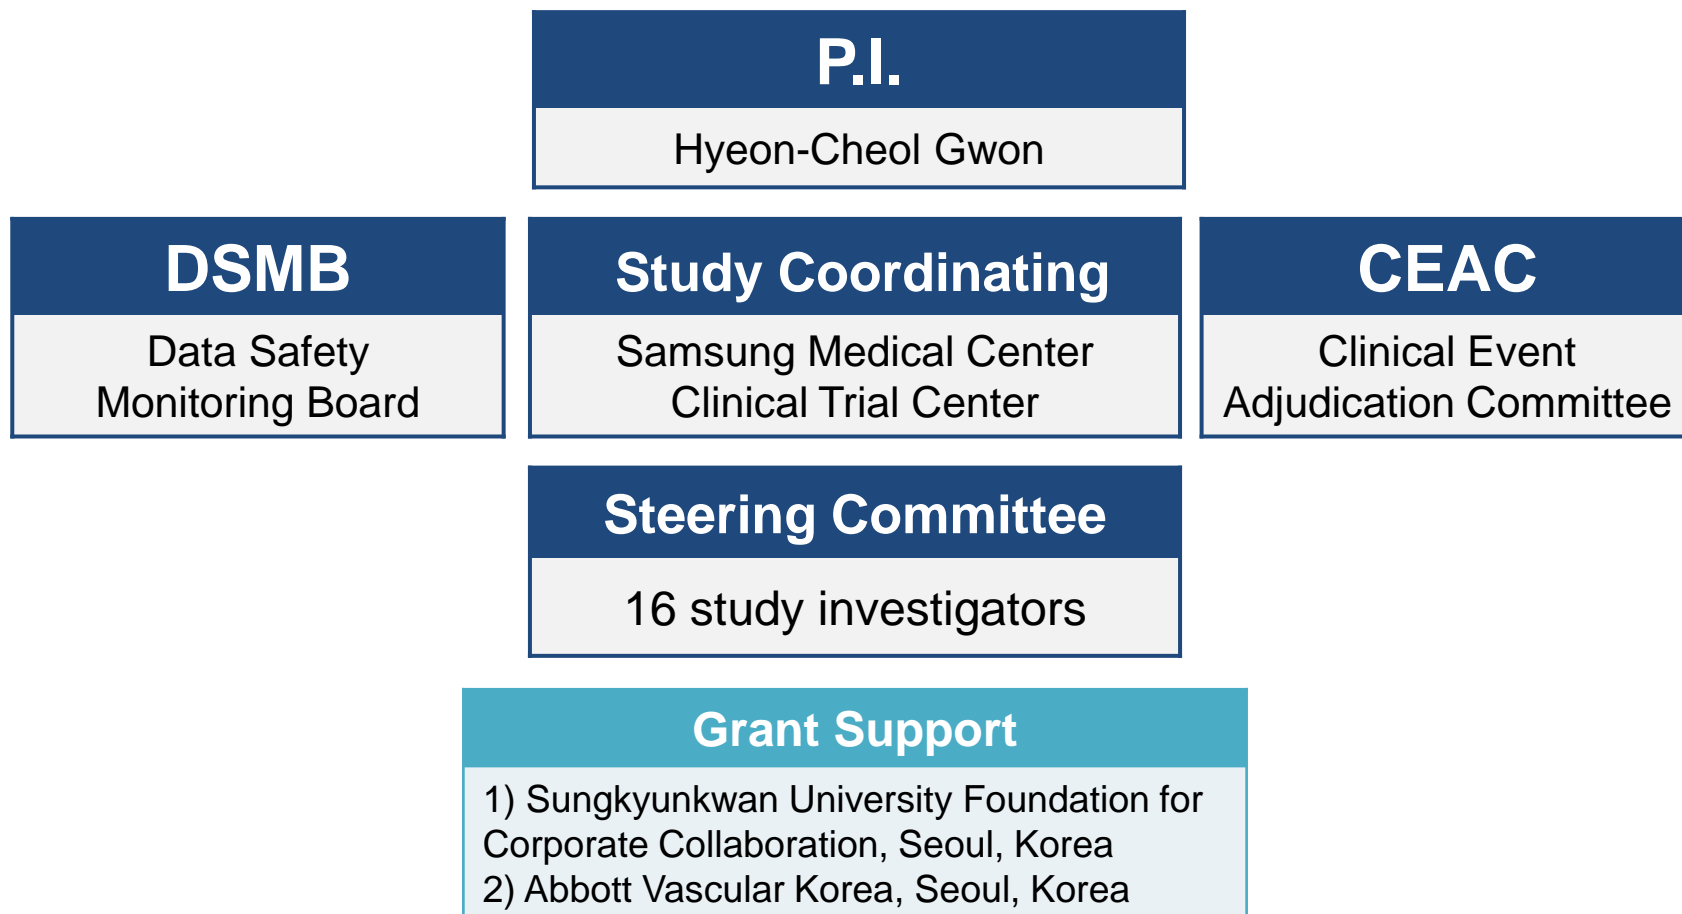 P.I.
Hyeon-Cheol Gwon
DSMB
Data Safety
Monitoring Board
Study Coordinating
Samsung Medical Center
Clinical Trial Center
CEAC
Clinical Event
Adjudication Committee
Steering Committee
16 study investigators
Grant Support
1) Sungkyunkwan University Foundation for
Corporate Collaboration, Seoul, Korea
2) Abbott Vascular Korea, Seoul, Korea